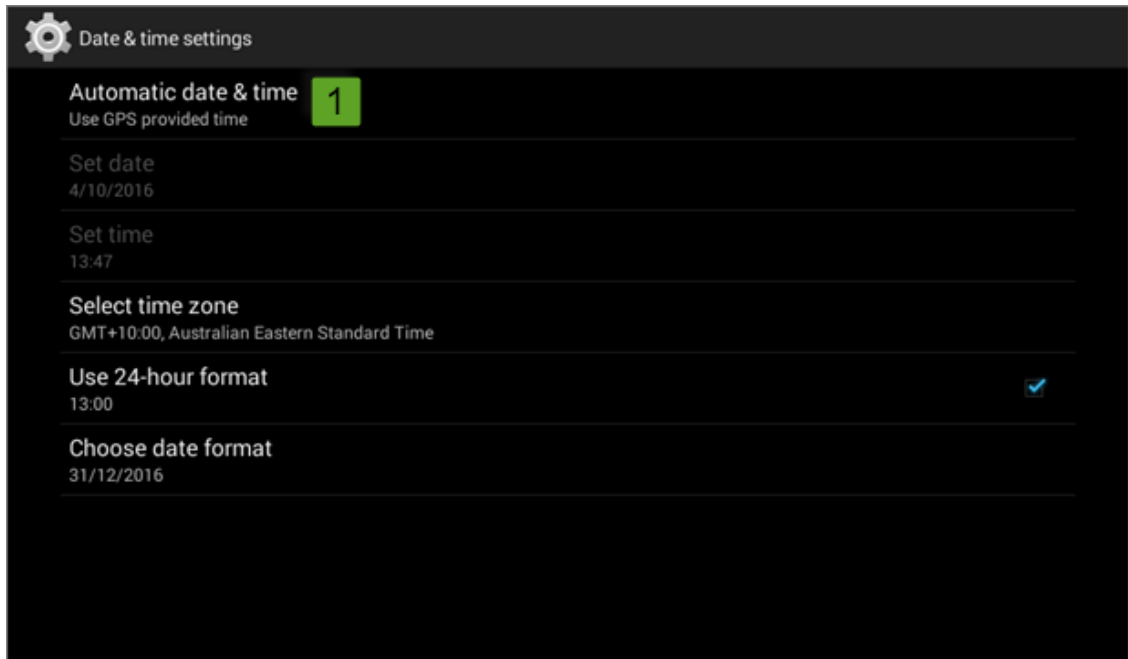 Date & time settings
Automatic date & time
1
Use GPS provided time
Set date
4/10/2016
Set time
13:47
Select time zone
GMT+10:00, Australian Eastern Standard Time
Use 24-hour format
13:00
Choose date format
31/12/2016